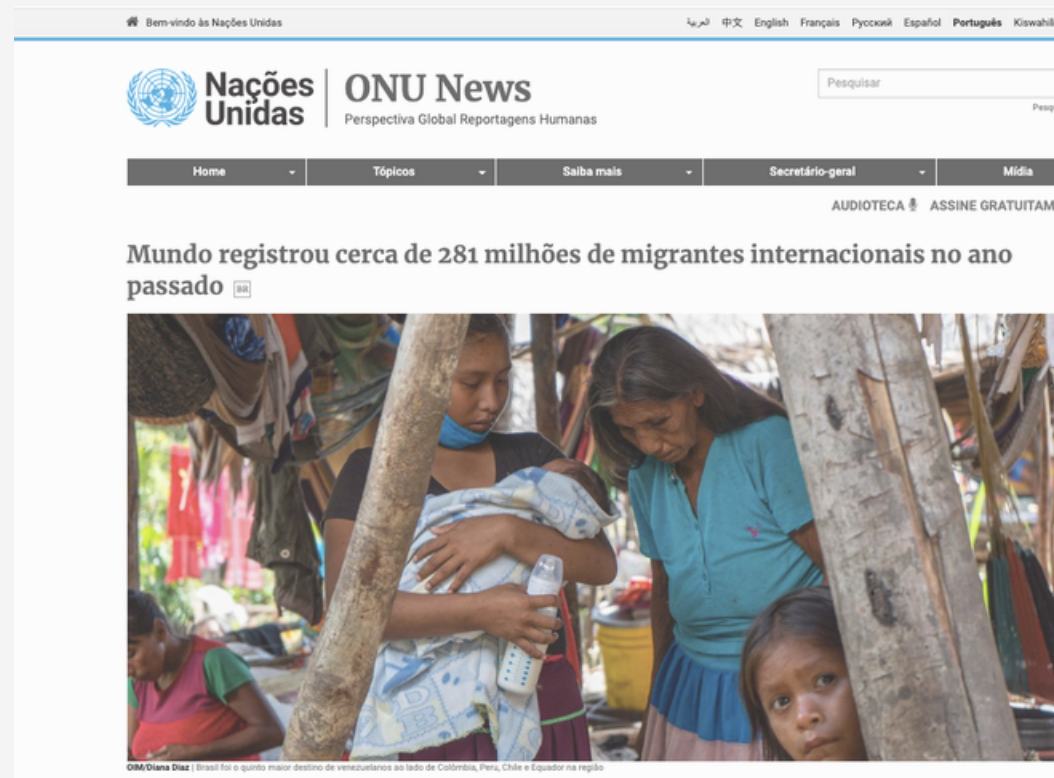 Bem-vindo às Nações Unidas
العربية 中文 English Français Русский Español Português Kiswahili
Nações
Unidas
ONU News
Perspectiva Global Reportagens Humanas
Pesquisar
Home Tópicos Saiba mais Secretário-geral Mídia
AUDIOTECA ASSINE GRATUITAM
Mundo registrou cerca de 281 milhões de migrantes internacionais no ano
passado BR
OIM/Diana Diaz | Brasil foi o quinto maior destino de venezuelanos ao lado de Colômbia, Peru, Chile e Equador na região